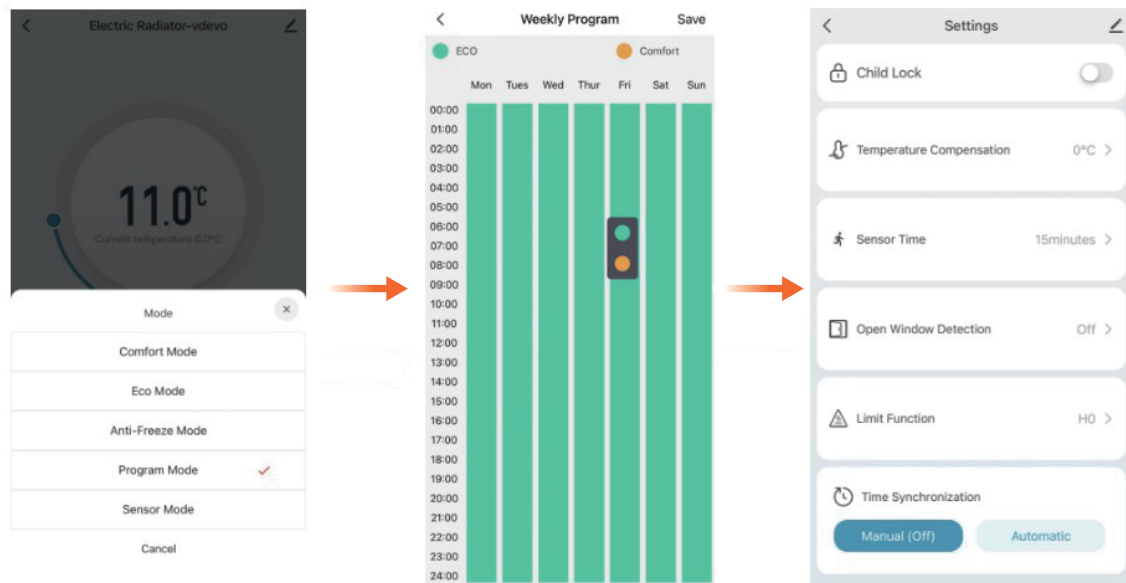 Electric Radiator-vdevo
11.0°C
Current temperature 0.0°C
Mode
Comfort Mode
Eco Mode
Anti-Freeze Mode
Program Mode
Sensor Mode
Cancel
Weekly Program
Save
ECO
Comfort
Mon Tues Wed Thur Fri Sat Sun
00:00
01:00
02:00
03:00
04:00
05:00
06:00
07:00
08:00
09:00
10:00
11:00
12:00
13:00
14:00
15:00
16:00
17:00
18:00
19:00
20:00
21:00
22:00
23:00
24:00
Settings
Child Lock
Temperature Compensation 0°C
Sensor Time 15minutes
Open Window Detection Off
Limit Function H0
Time Synchronization
Manual (Off) Automatic